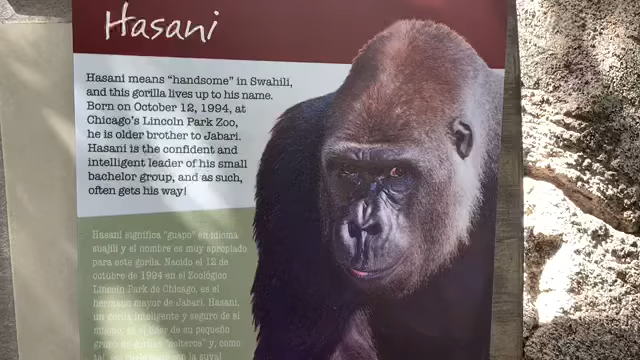 Hasani
Hasani means “handsome” in Swahili,
and this gorilla lives up to his name.
Born on October 12, 1994, at
Chicago’s Lincoln Park Zoo,
he is older brother to Jabari.
Hasani is the confident and
intelligent leader of his small
bachelor group, and as such,
often gets his way!
Hasani significa “guapo” en idioma
suajili y el nombre es muy apropiado
para este gorila. Nacido el 12 de
octubre de 1994 en el Zoológico
Lincoln Park de Chicago, es el
hermano mayor de Jabari. Hasani,
un gorila inteligente y seguro de sí
mismo, es el líder de su pequeño
grupo de gorilas “solteros” y, como